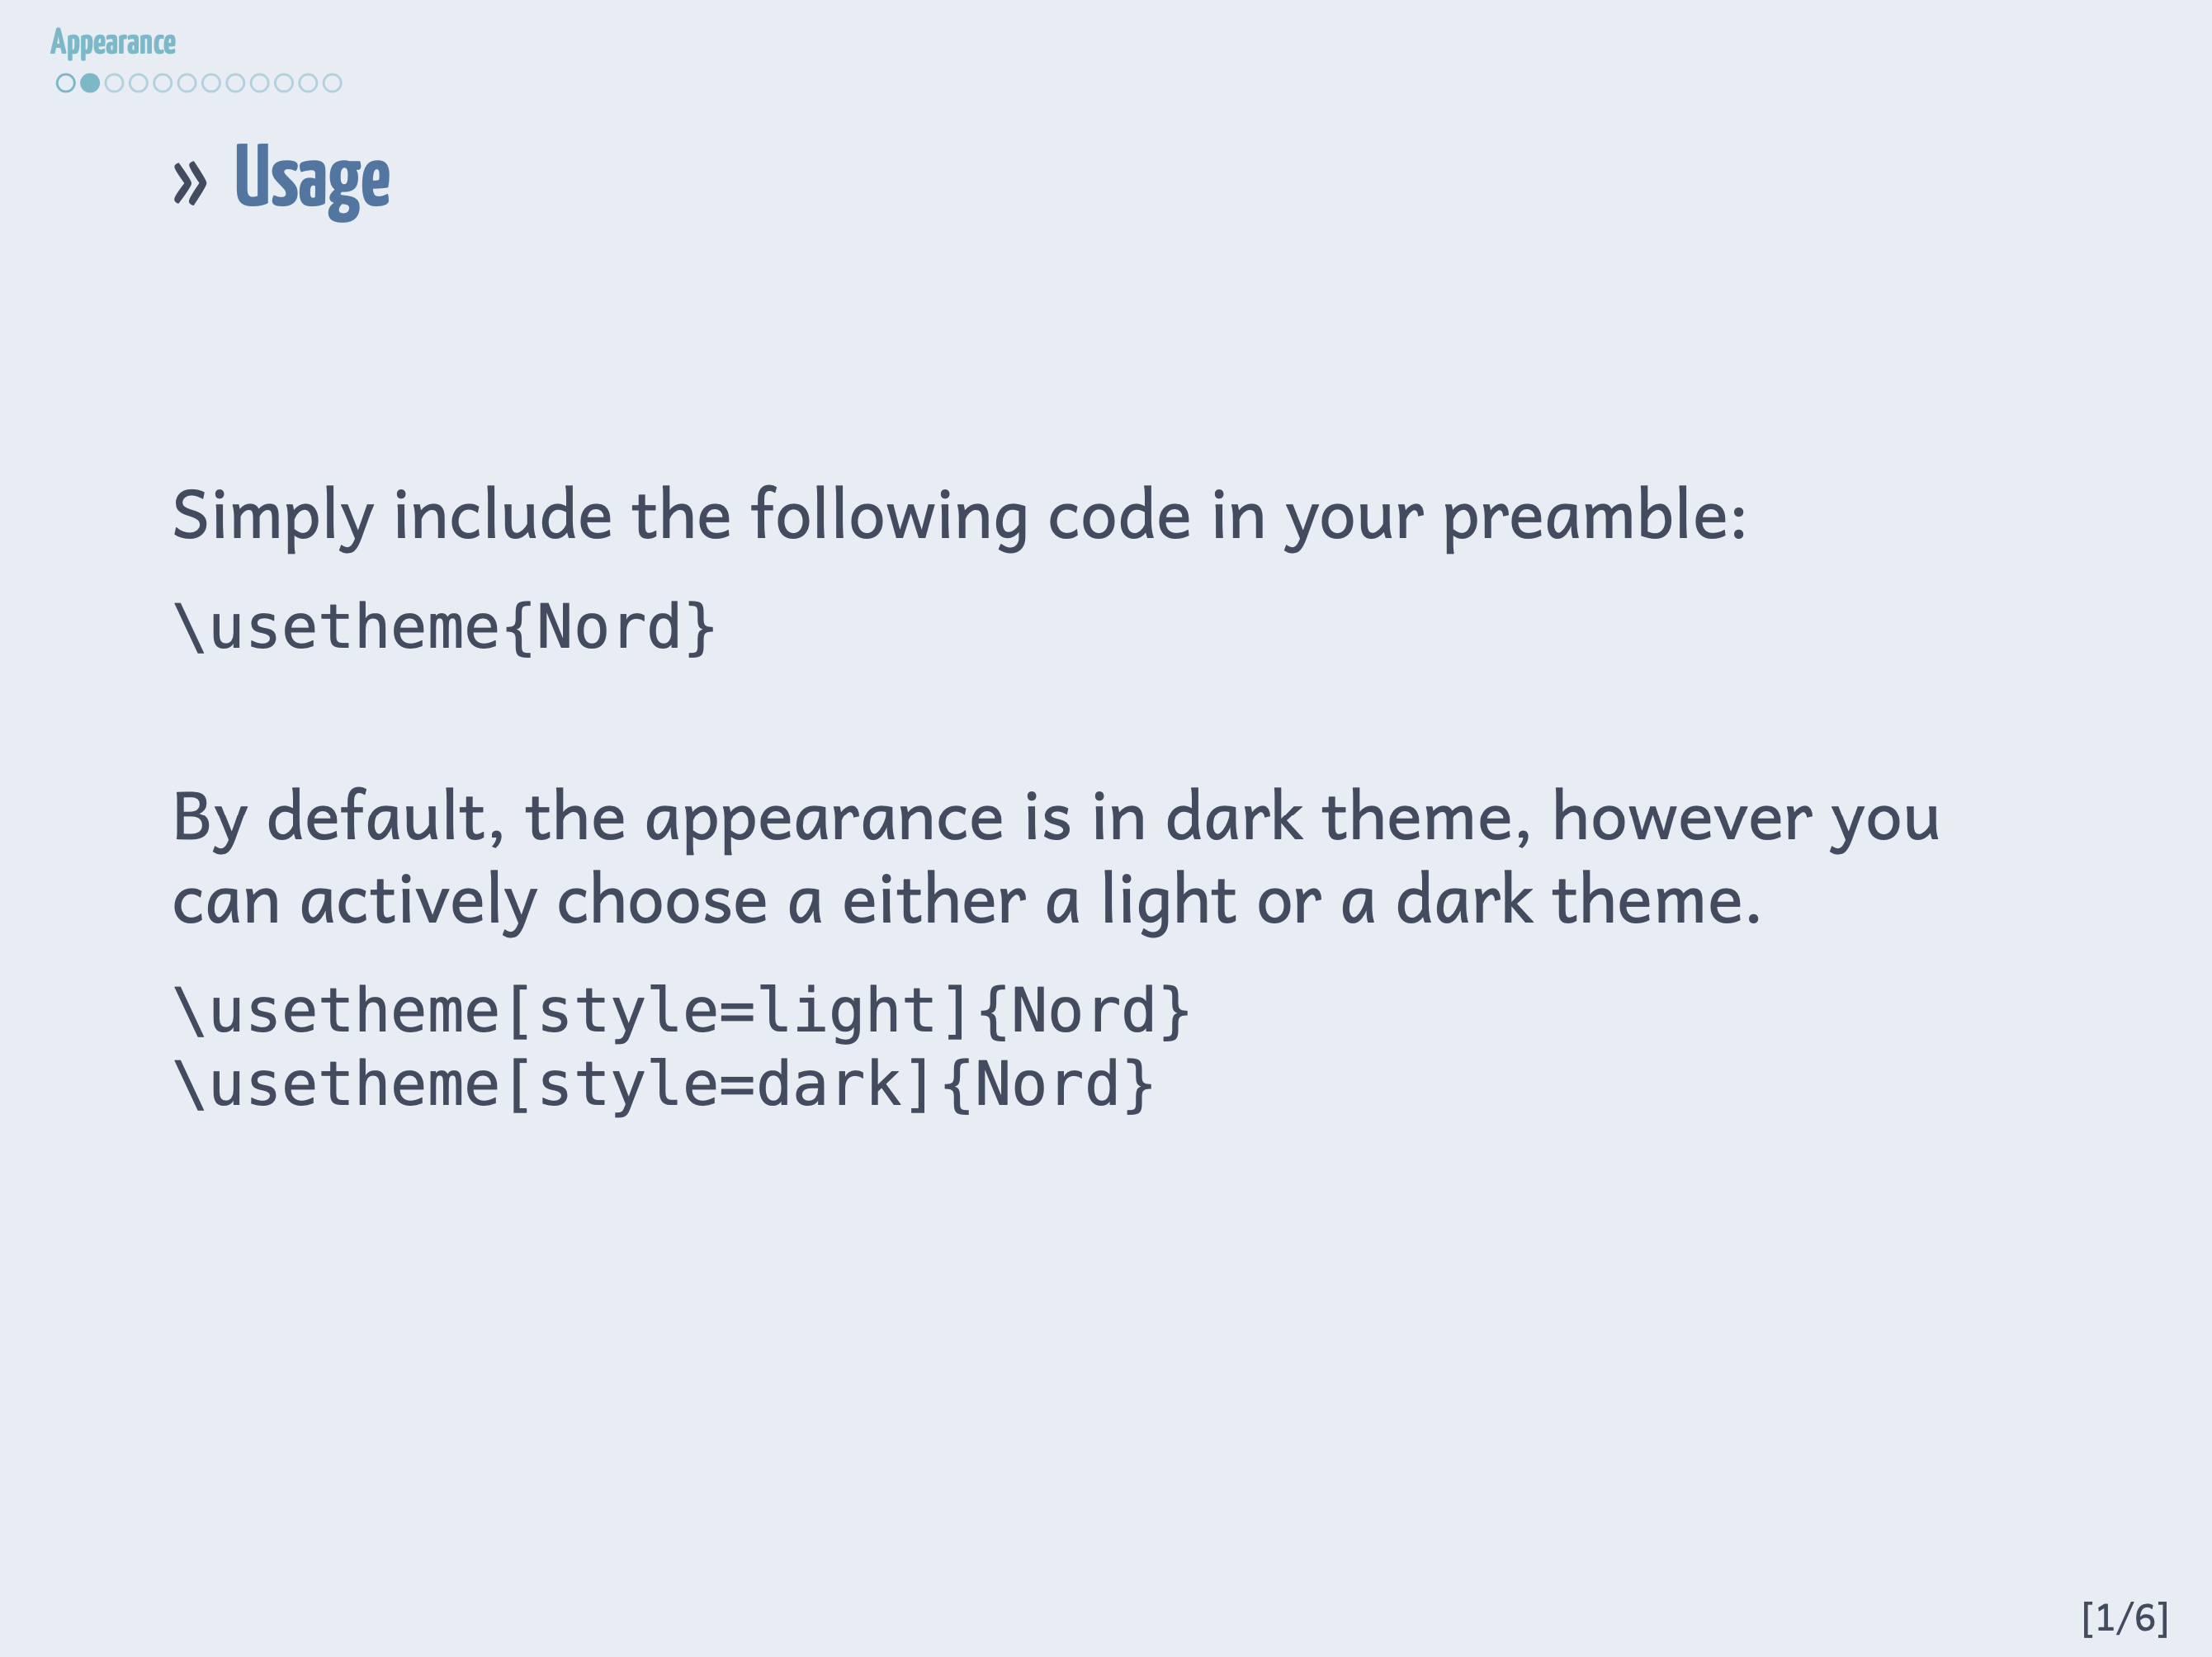 Appearance
» Usage
Simply include the following code in your preamble:
\usetheme{Nord}
By default, the appearance is in dark theme, however you
can actively choose a either a light or a dark theme.
\usetheme[style=light]{Nord}
\usetheme[style=dark]{Nord}
[1/6]